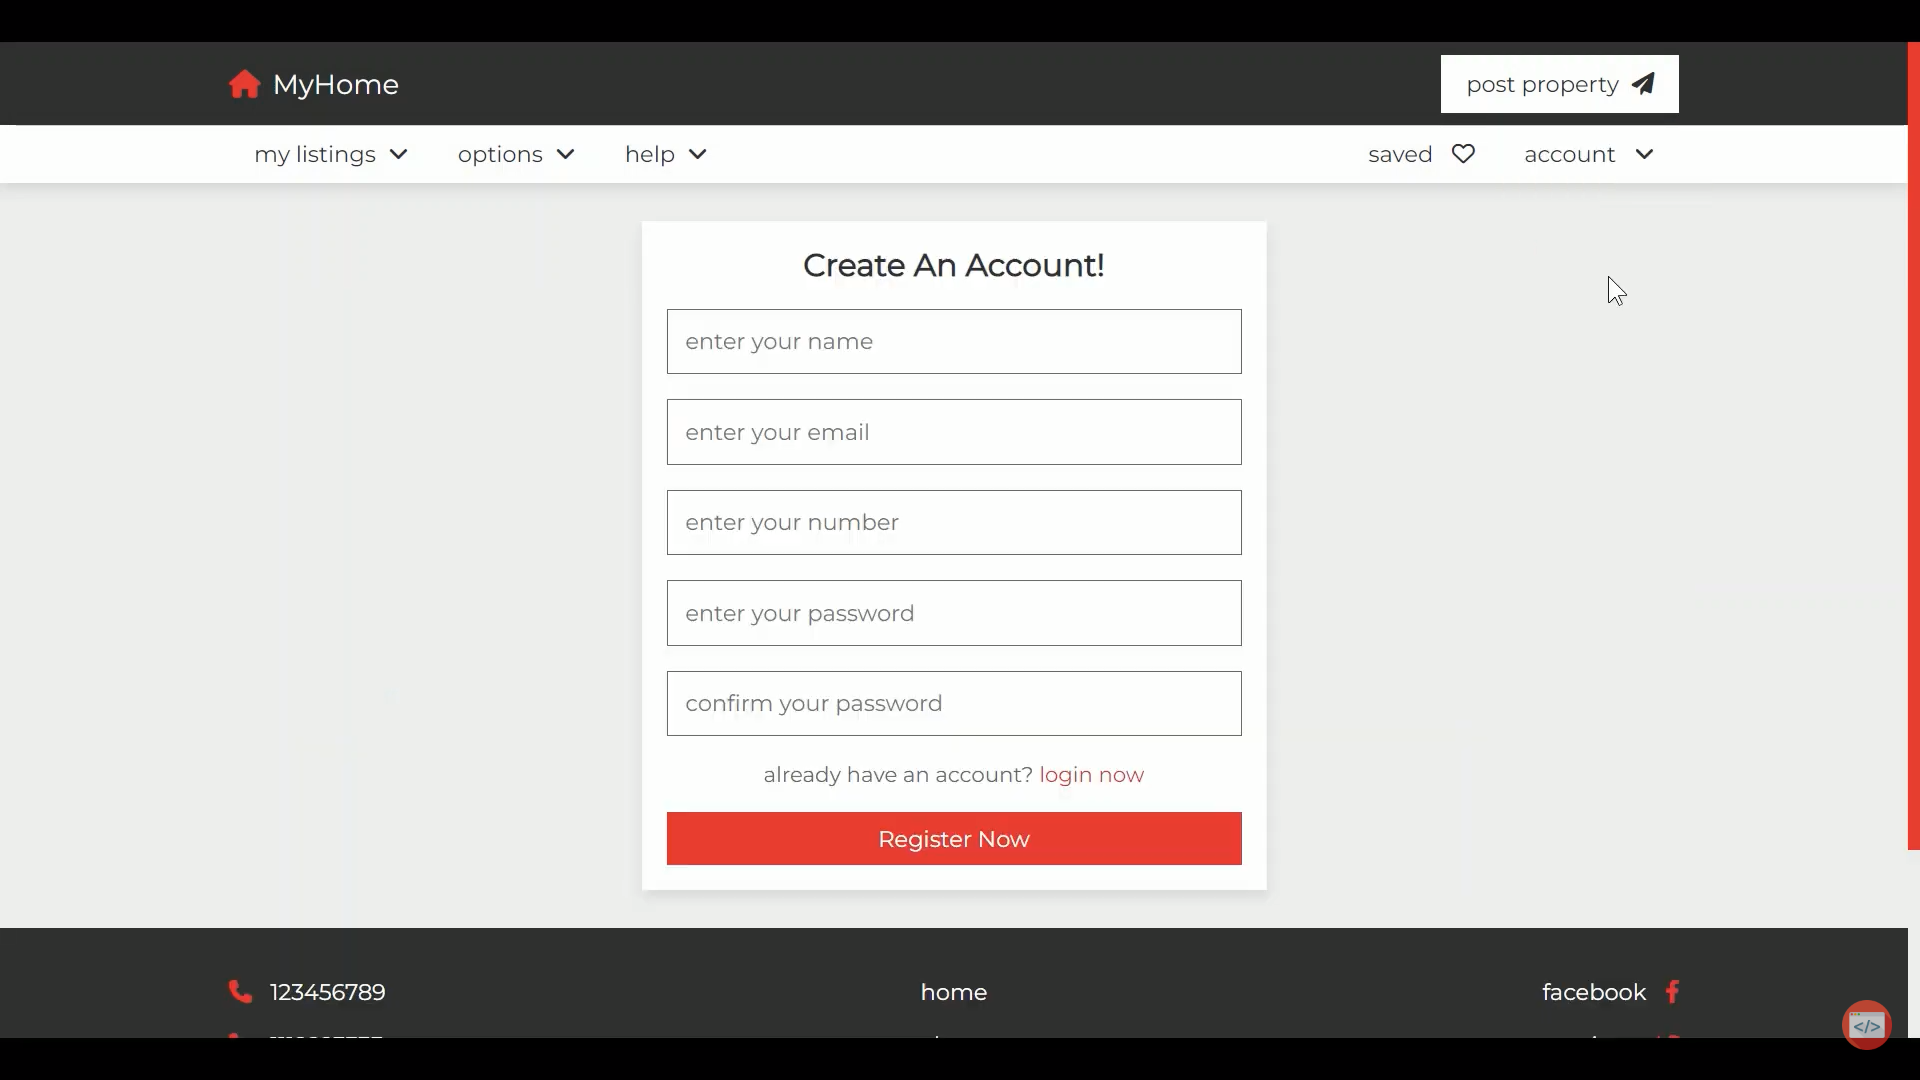 MyHome
post property
my listings options help saved account
Create An Account!
enter your name
enter your email
enter your number
enter your password
confirm your password
already have an account? login now
Register Now
123456789 home facebook
</>